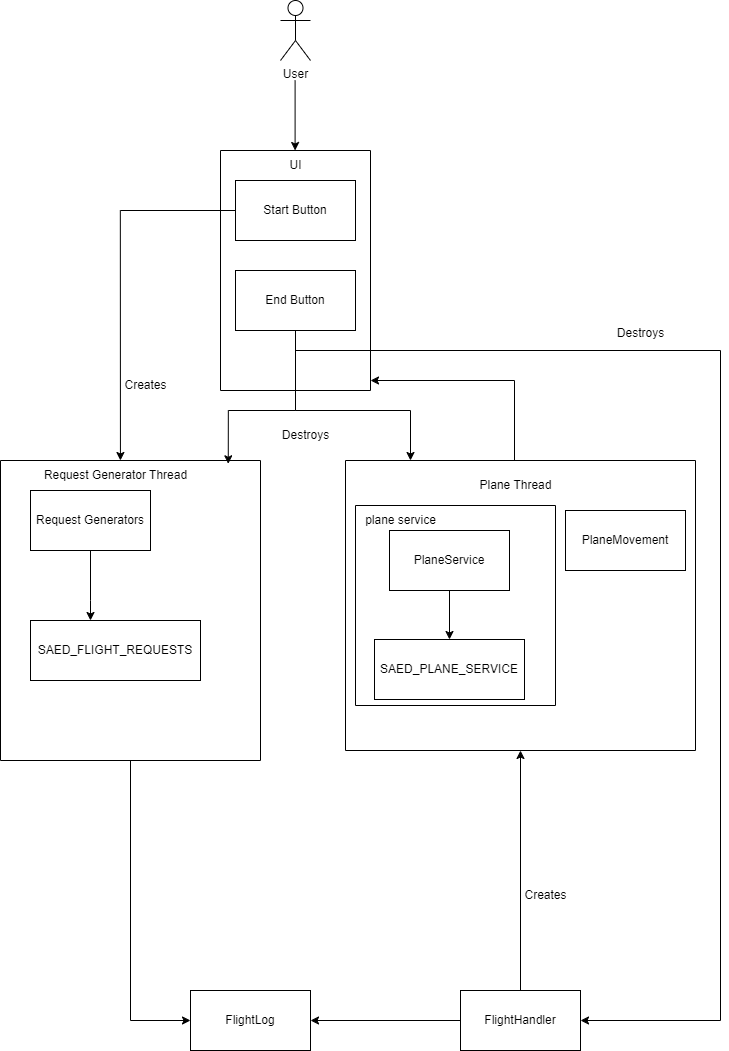 User
UI
Start Button
End Button
Destroys
Creates
Destroys
Request Generator Thread
Request Generators
SAED_FLIGHT_REQUESTS
Plane Thread
plane service
PlaneService
PlaneMovement
SAED_PLANE_SERVICE
Creates
FlightLog
FlightHandler